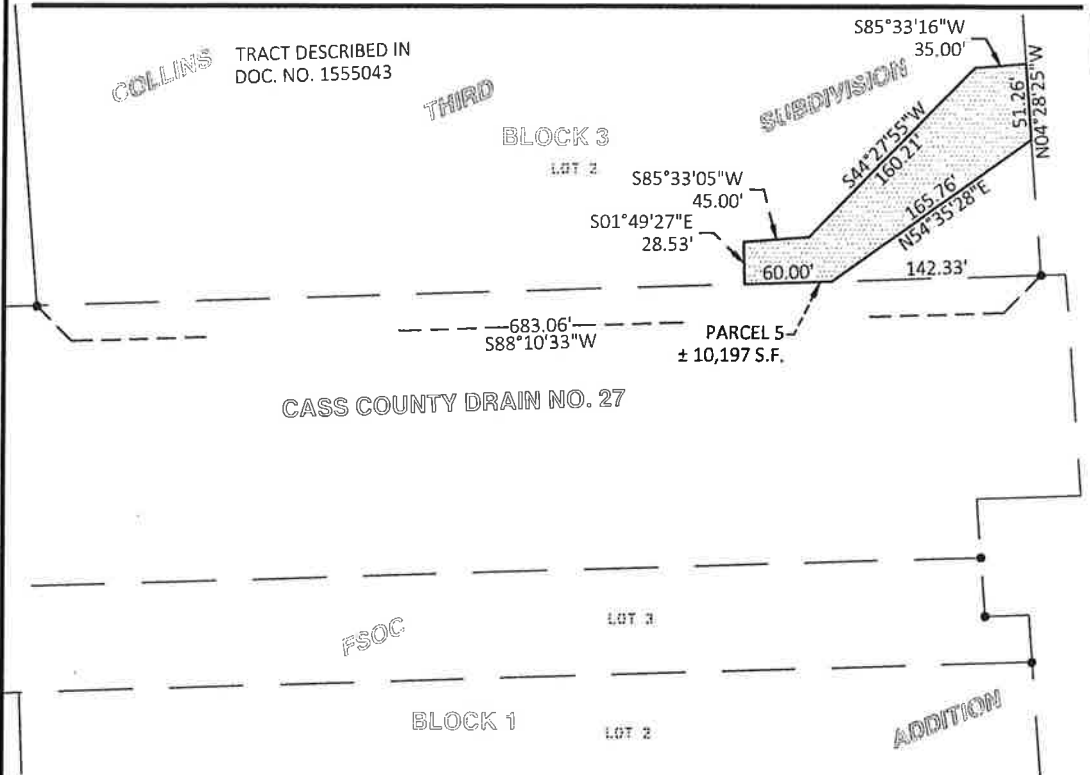 S85°33'16"W
35.00'
COLLINS
TRACT DESCRIBED IN
DOC. NO. 1555043
THIRD
SUBDIVISION
51.26'
N04°28'25"W
BLOCK 3
LOT 2
S44°27'55"W
160.21'
S85°33'05"W
45.00'
S01°49'27"E
28.53'
165.76'
N54°35'28"E
60.00'
142.33'
683.06'
S88°10'33"W
PARCEL 5
± 10,197 S.F.
CASS COUNTY DRAIN NO. 27
FSOC
LOT 3
BLOCK 1
LOT 2
ADDITION